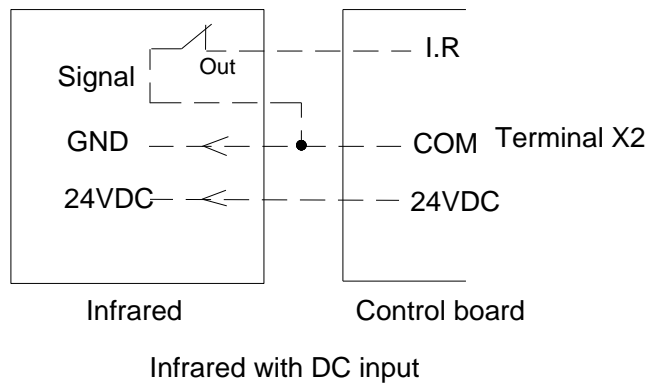 I.R
Out
Signal
GND
COM Terminal X2
24VDC
24VDC
Infrared
Control board
Infrared with DC input